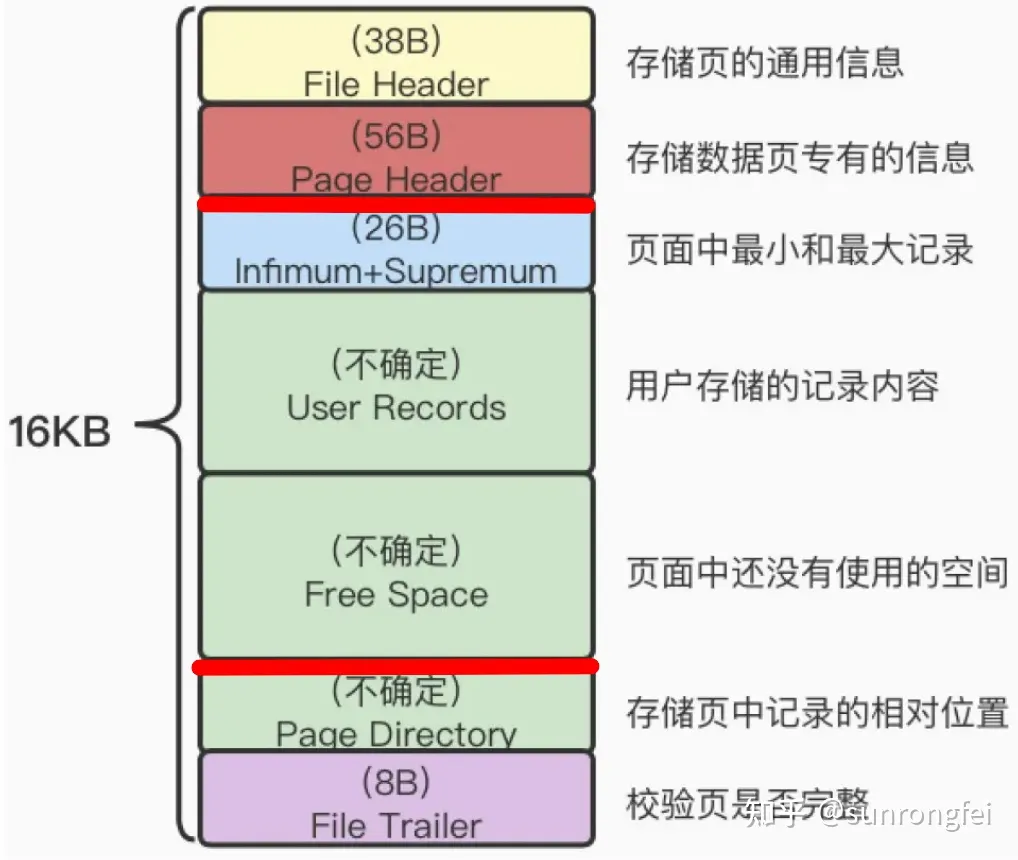 (38B)
File Header
存储页的通用信息
(56B)
Page Header
存储数据页专有的信息
(26B)
Infimum+Supremum
页面中最小和最大记录
(不确定)
User Records
用户存储的记录内容
16KB
(不确定)
Free Space
页面中还没有使用的空间
(不确定)
Page Directory
存储页中记录的相对位置
(8B)
File Trailer
校验页是否完整
知乎 @sunrongfei